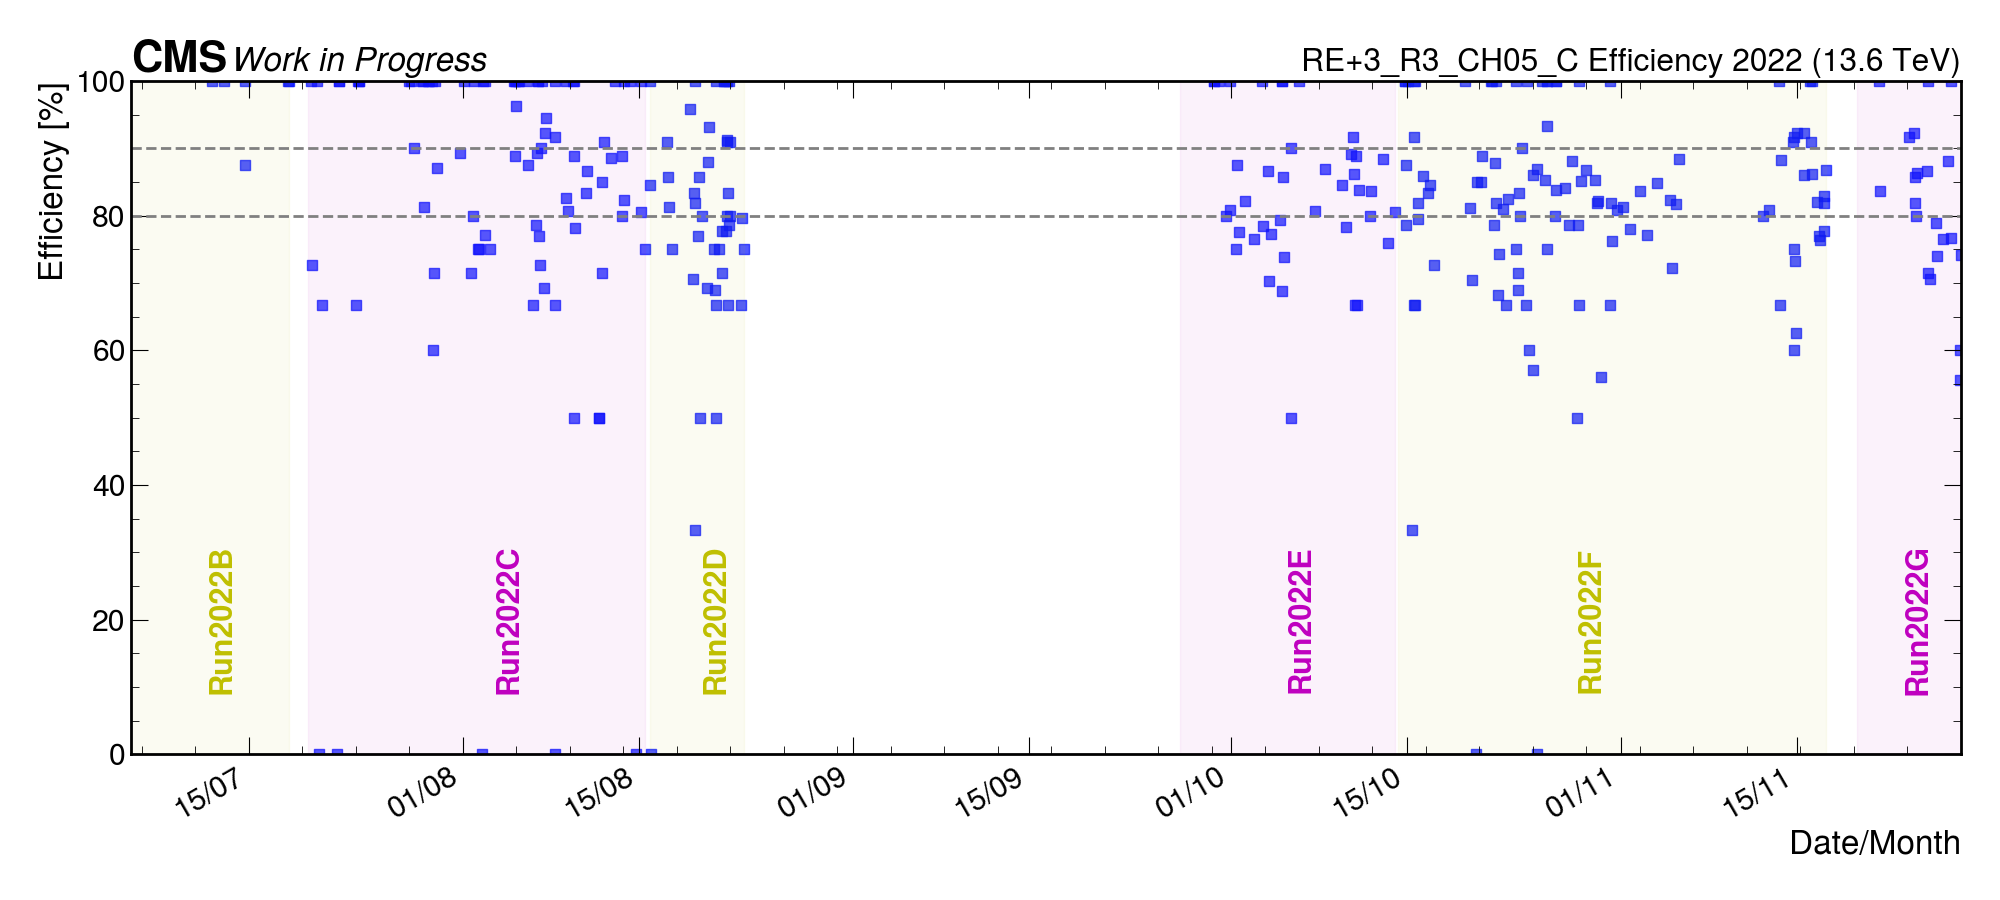 CMS Work in Progress
RE+3_R3_CH05_C Efficiency 2022 (13.6 TeV)
Efficiency [%]
100
80
60
40
20
0
Run2022B
Run2022C
Run2022D
Run2022E
Run2022F
Run2022G
15/07
01/08
15/08
01/09
15/09
01/10
15/10
01/11
15/11
Date/Month